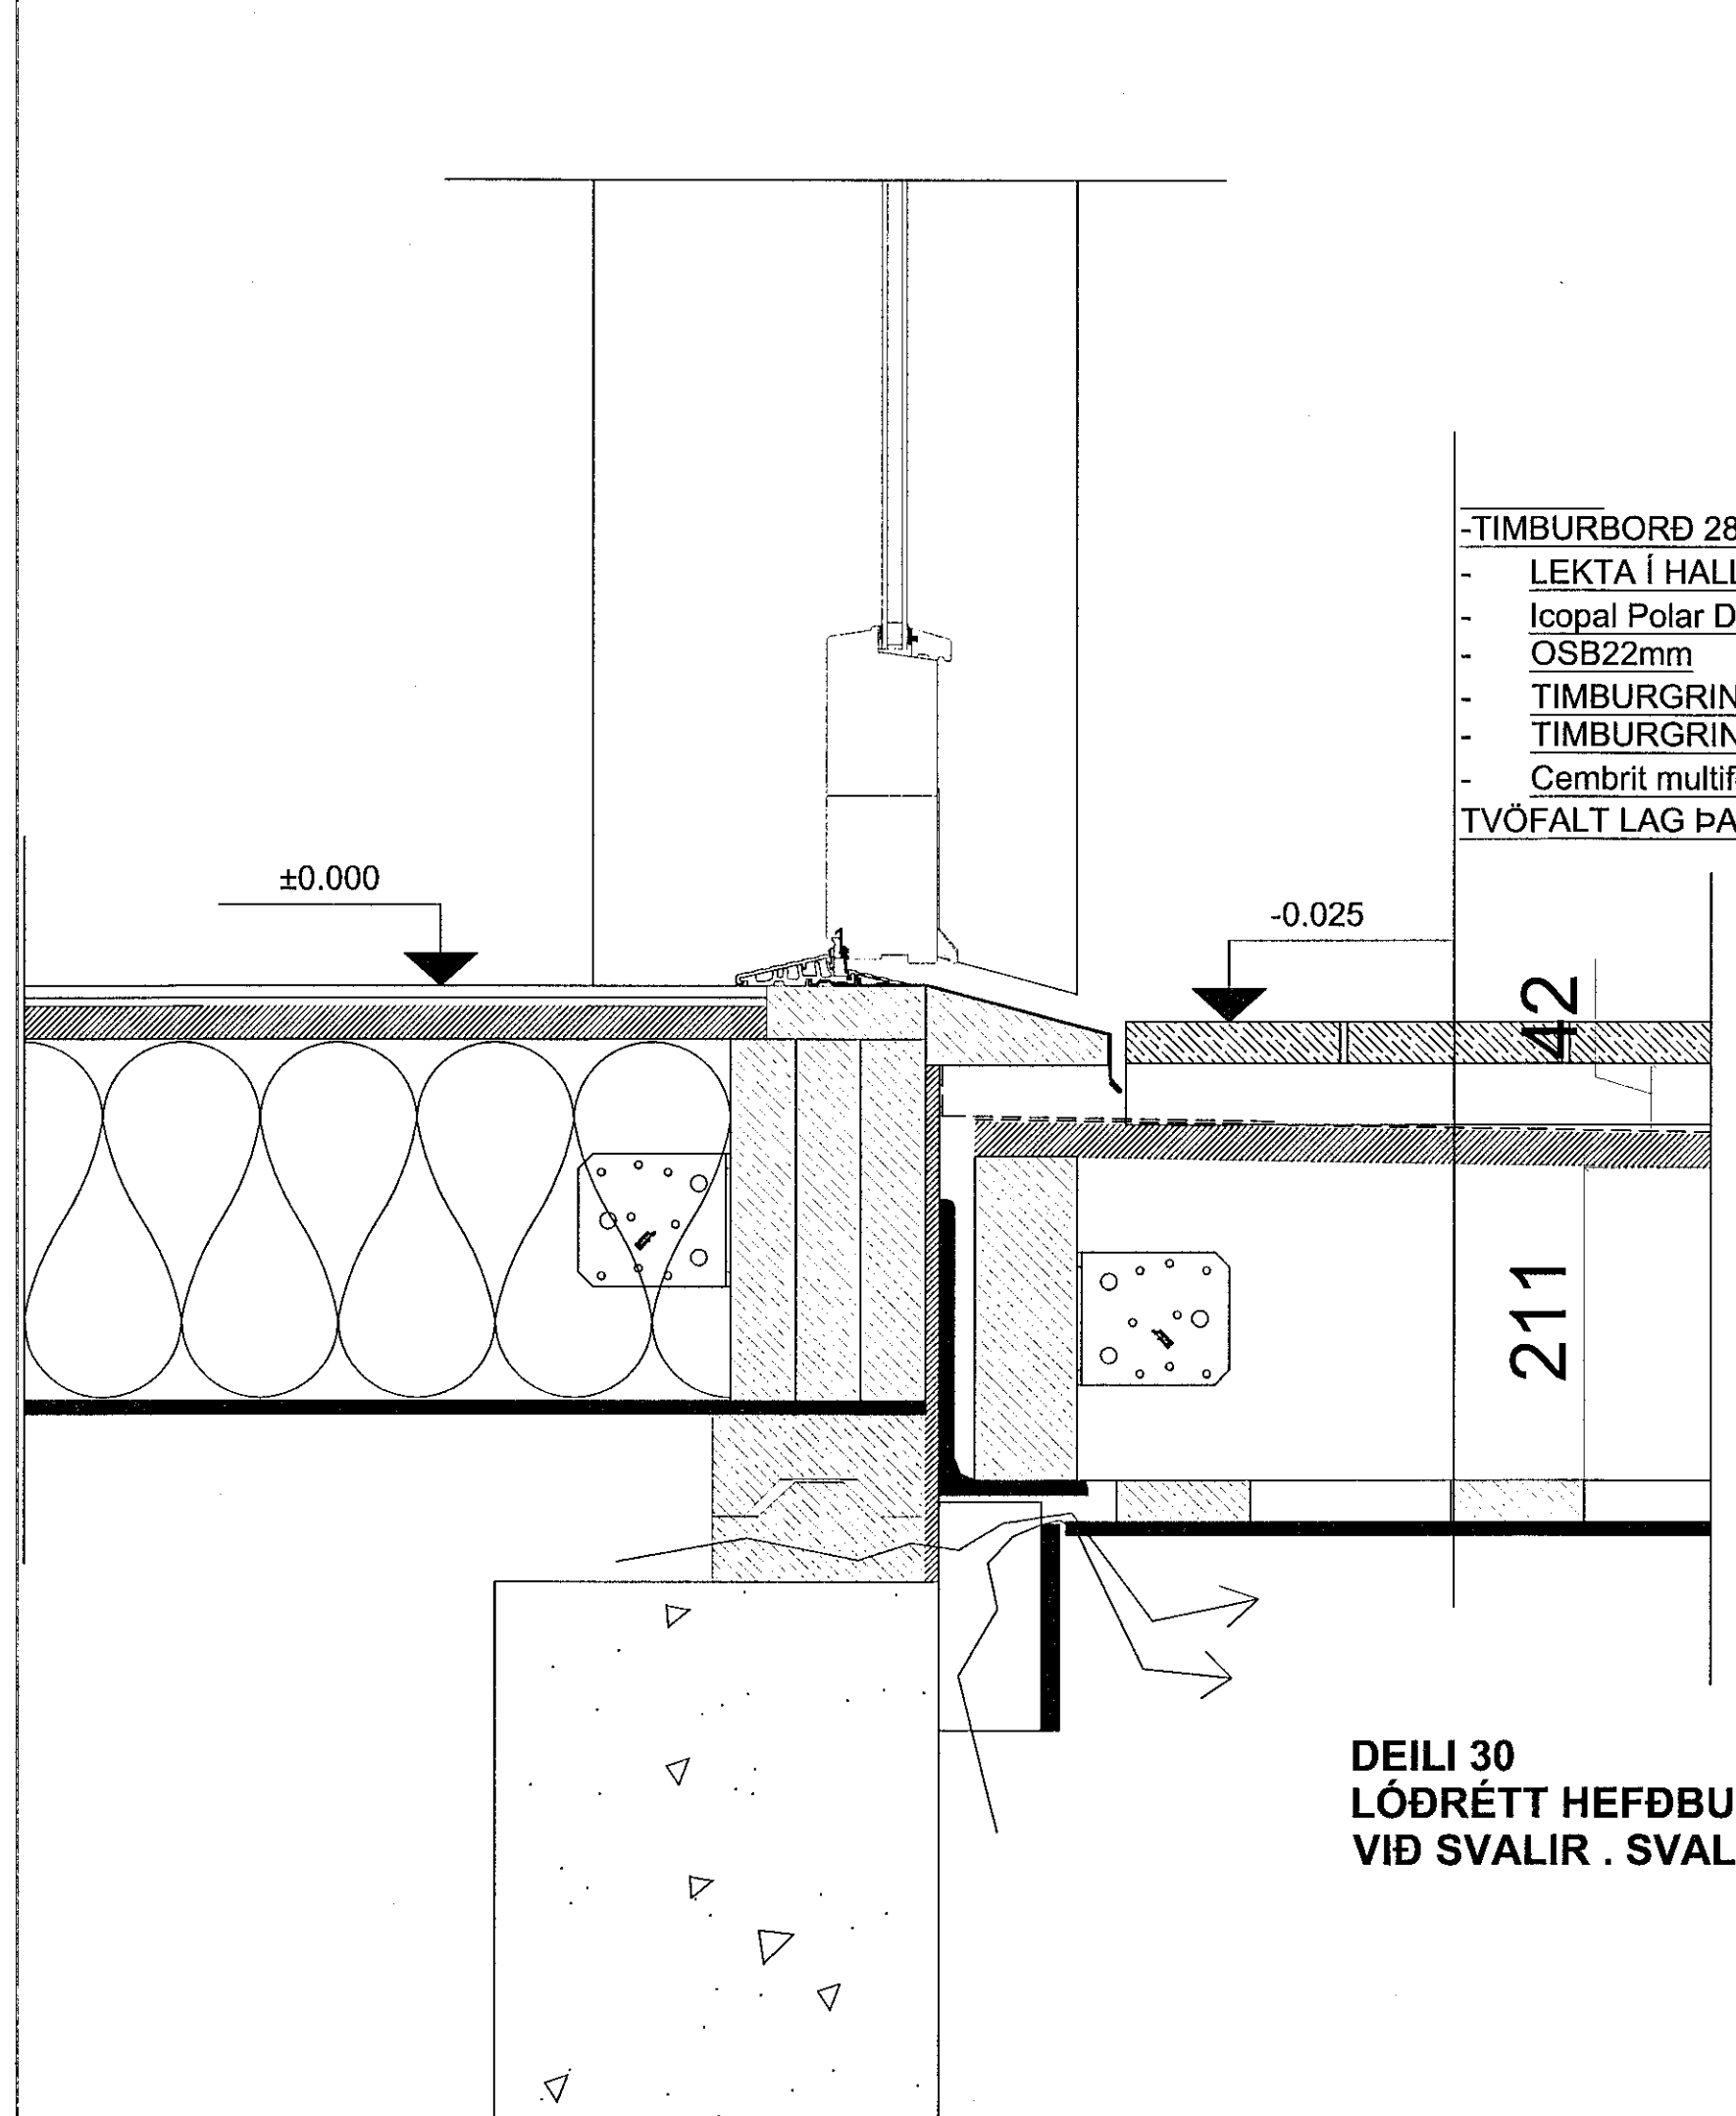 -TIMBURBORÐ 28
- LEKTA Í HALL
- Icopal Polar D
- OSB22mm
- TIMBURGRIN
- TIMBURGRIN
- Cembrit multif
TVÖFALT LAG ÞA
±0.000
-0.025
42
211
DEILI 30
LÓÐRÉTT HEFÐBU
VIÐ SVALIR . SVAL